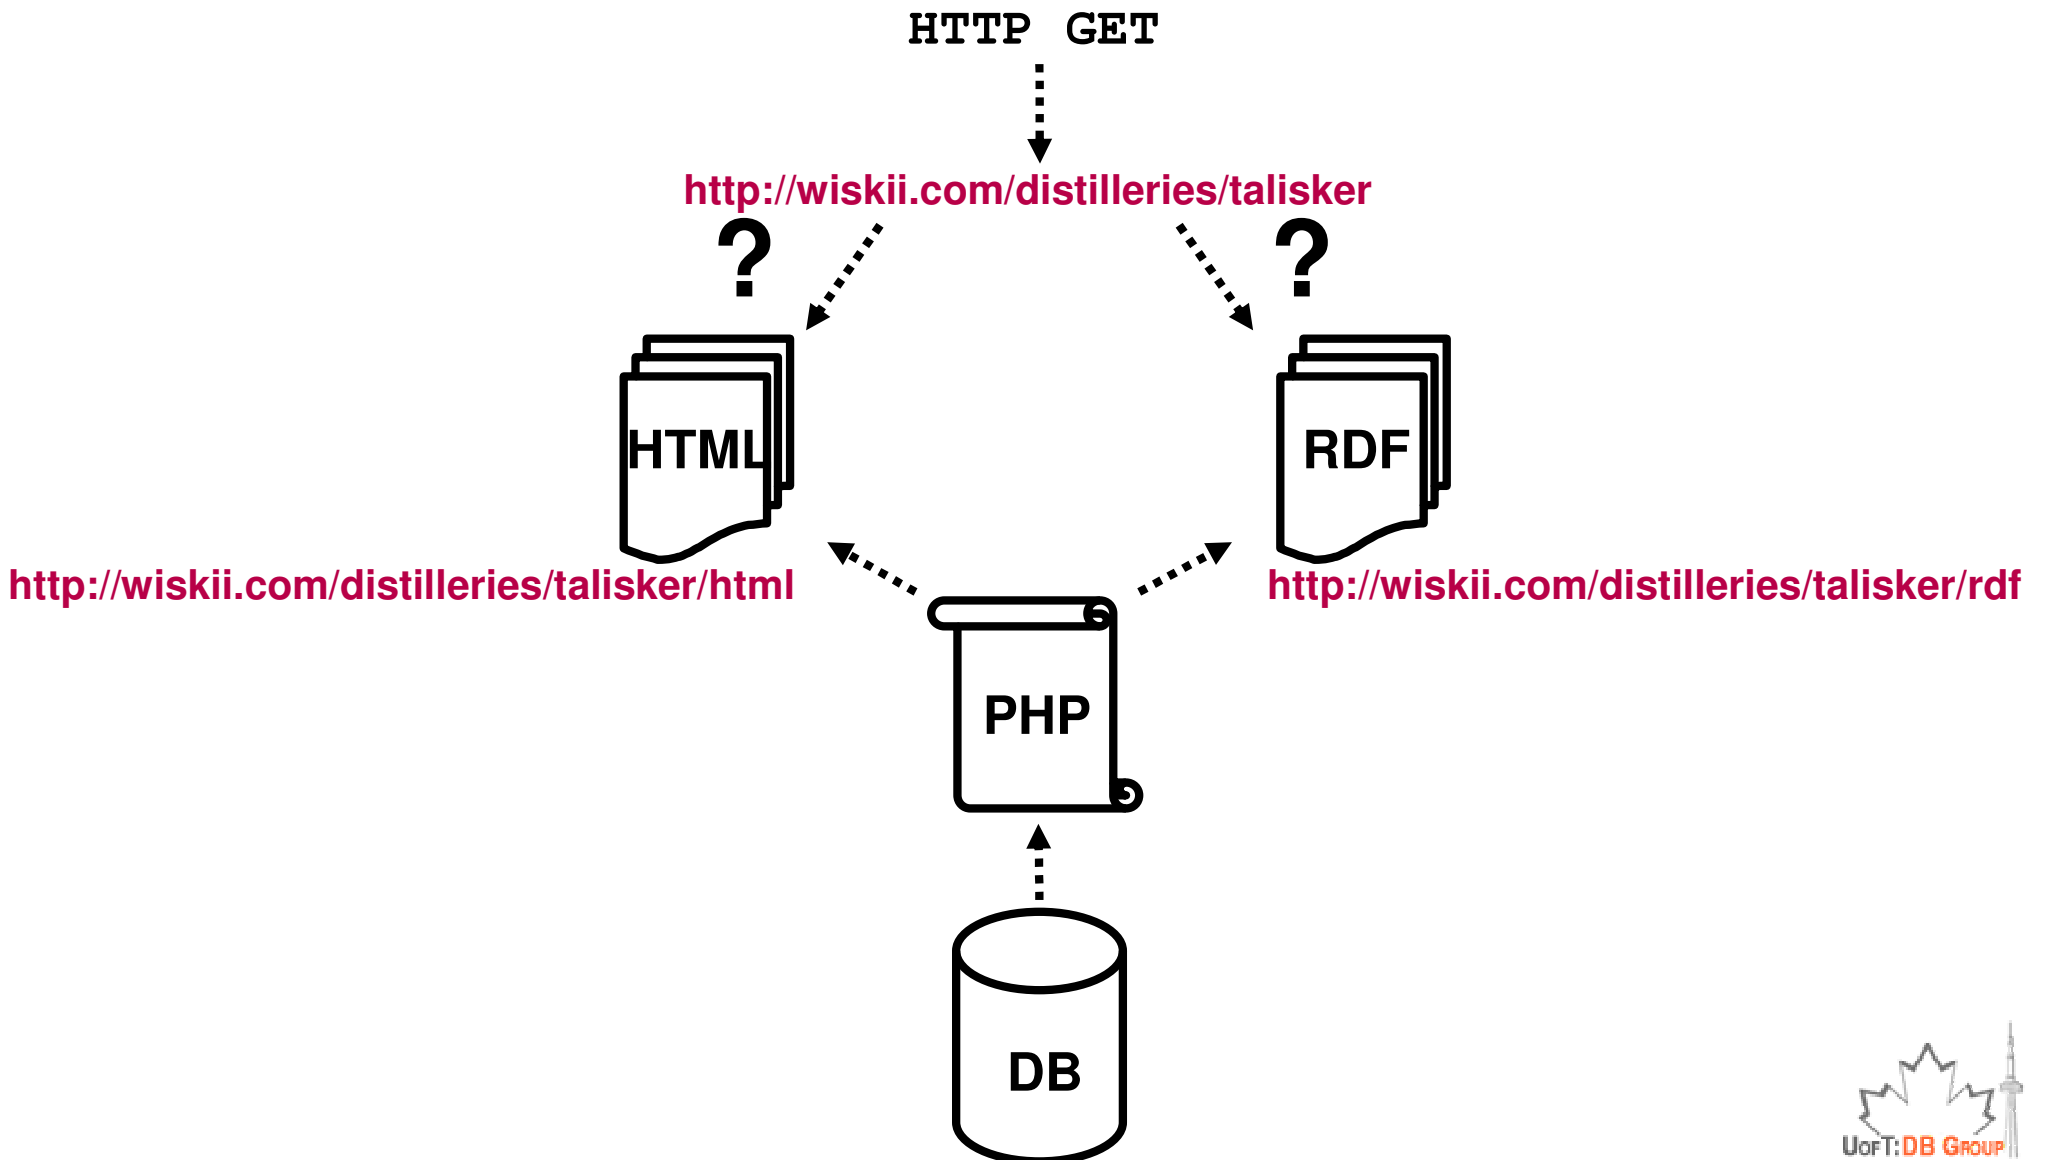 HTTP GET
http://wiskii.com/distilleries/talisker
? ?
HTML RDF
http://wiskii.com/distilleries/talisker/html http://wiskii.com/distilleries/talisker/rdf
PHP
DB
UofT:DB Group